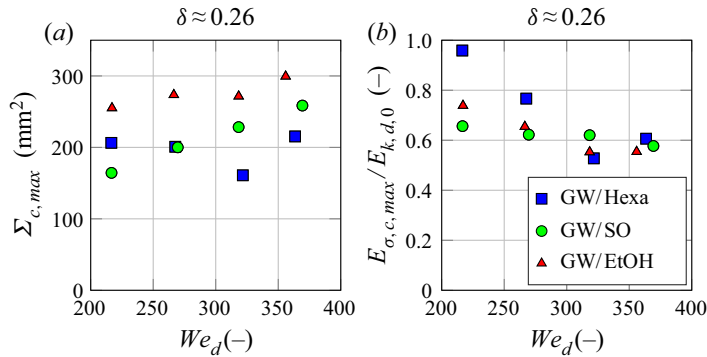 (a)
δ ≈ 0.26
300
200
100
0
Σc, max (mm²)
200
250
300
350
400
We_d(–)
(b)
δ ≈ 0.26
1.0
0.8
0.6
0.4
0.2
0
Eσ,c,max/Ek,d,0 (–)
GW/Hexa
GW/SO
GW/EtOH
200
250
300
350
400
We_d(–)